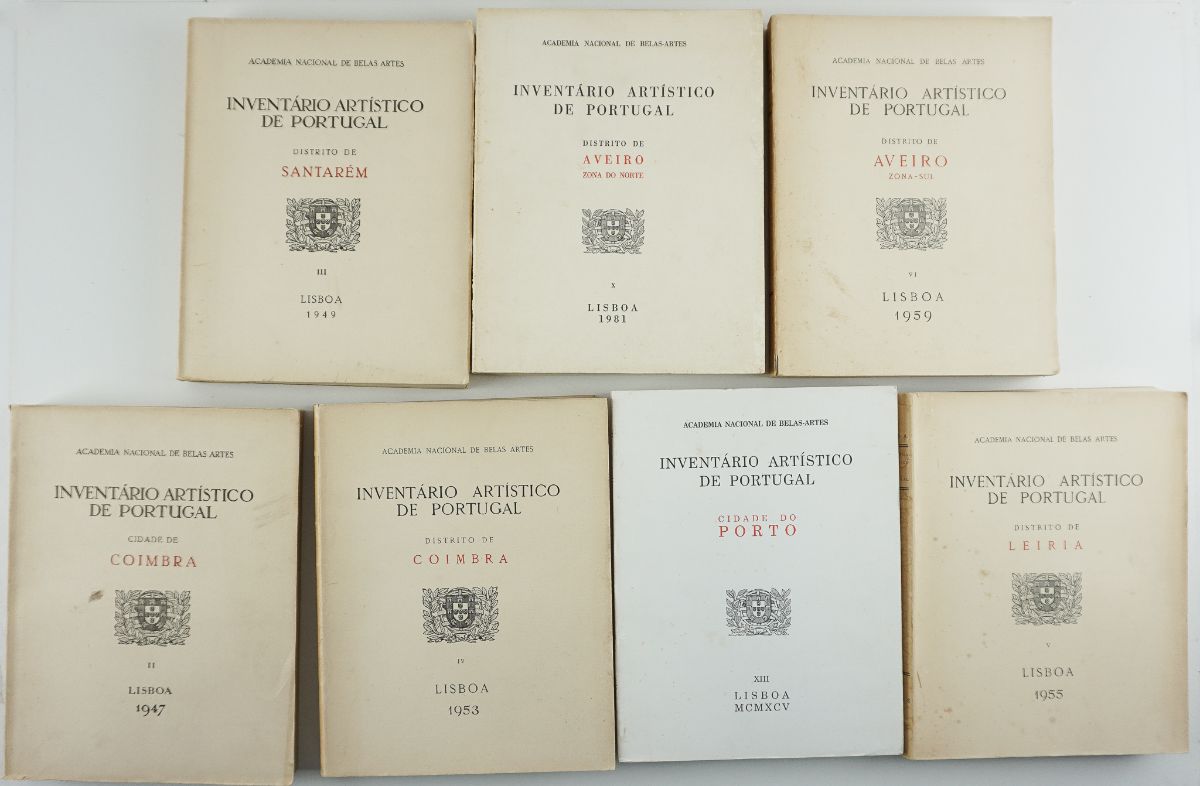 ACADEMIA NACIONAL DE BELAS ARTES
INVENTÁRIO ARTÍSTICO
DE PORTUGAL
DISTRITO DE
SANTARÉM
III
LISBOA
1949
ACADEMIA NACIONAL DE BELAS-ARTES
INVENTÁRIO ARTÍSTICO
DE PORTUGAL
DISTRITO DE
AVEIRO
ZONA DO NORTE
X
LISBOA
1981
ACADEMIA NACIONAL DE BELAS ARTES
INVENTÁRIO ARTÍSTICO
DE PORTUGAL
DISTRITO DE
AVEIRO
ZONA-SUL
VI
LISBOA
1959
ACADEMIA NACIONAL DE BELAS ARTES
INVENTÁRIO ARTÍSTICO
DE PORTUGAL
CIDADE DE
COIMBRA
II
LISBOA
1947
ACADEMIA NACIONAL DE BELAS ARTES
INVENTÁRIO ARTÍSTICO
DE PORTUGAL
DISTRITO DE
COIMBRA
IV
LISBOA
1953
ACADEMIA NACIONAL DE BELAS-ARTES
INVENTÁRIO ARTÍSTICO
DE PORTUGAL
CIDADE DO
PORTO
XIII
LISBOA
MCMXCV
ACADEMIA NACIONAL DE BELAS ARTES
INVENTÁRIO ARTÍSTICO
DE PORTUGAL
DISTRITO DE
LEIRIA
V
LISBOA
1955